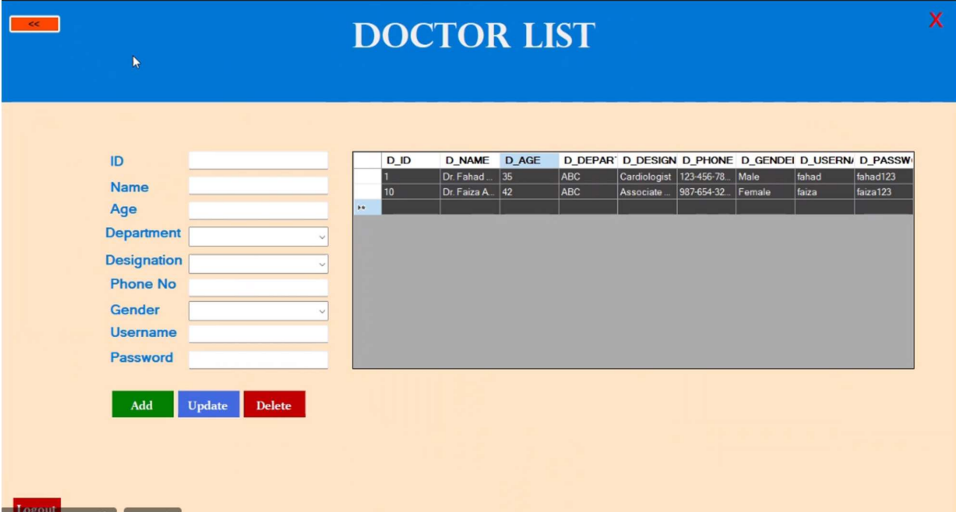 <<
DOCTOR LIST
X
ID
Name
Age
Department
Designation
Phone No
Gender
Username
Password
Add Update Delete
D_ID D_NAME D_AGE D_DEPAR D_DESIGN D_PHONE D_GENDEI D_USERN D_PASSW
1 Dr. Fahad ... 35 ABC Cardiologist 123-456-78... Male fahad fahad123
10 Dr. Faiza A... 42 ABC Associate ... 987-654-32... Female faiza faiza123
Logout